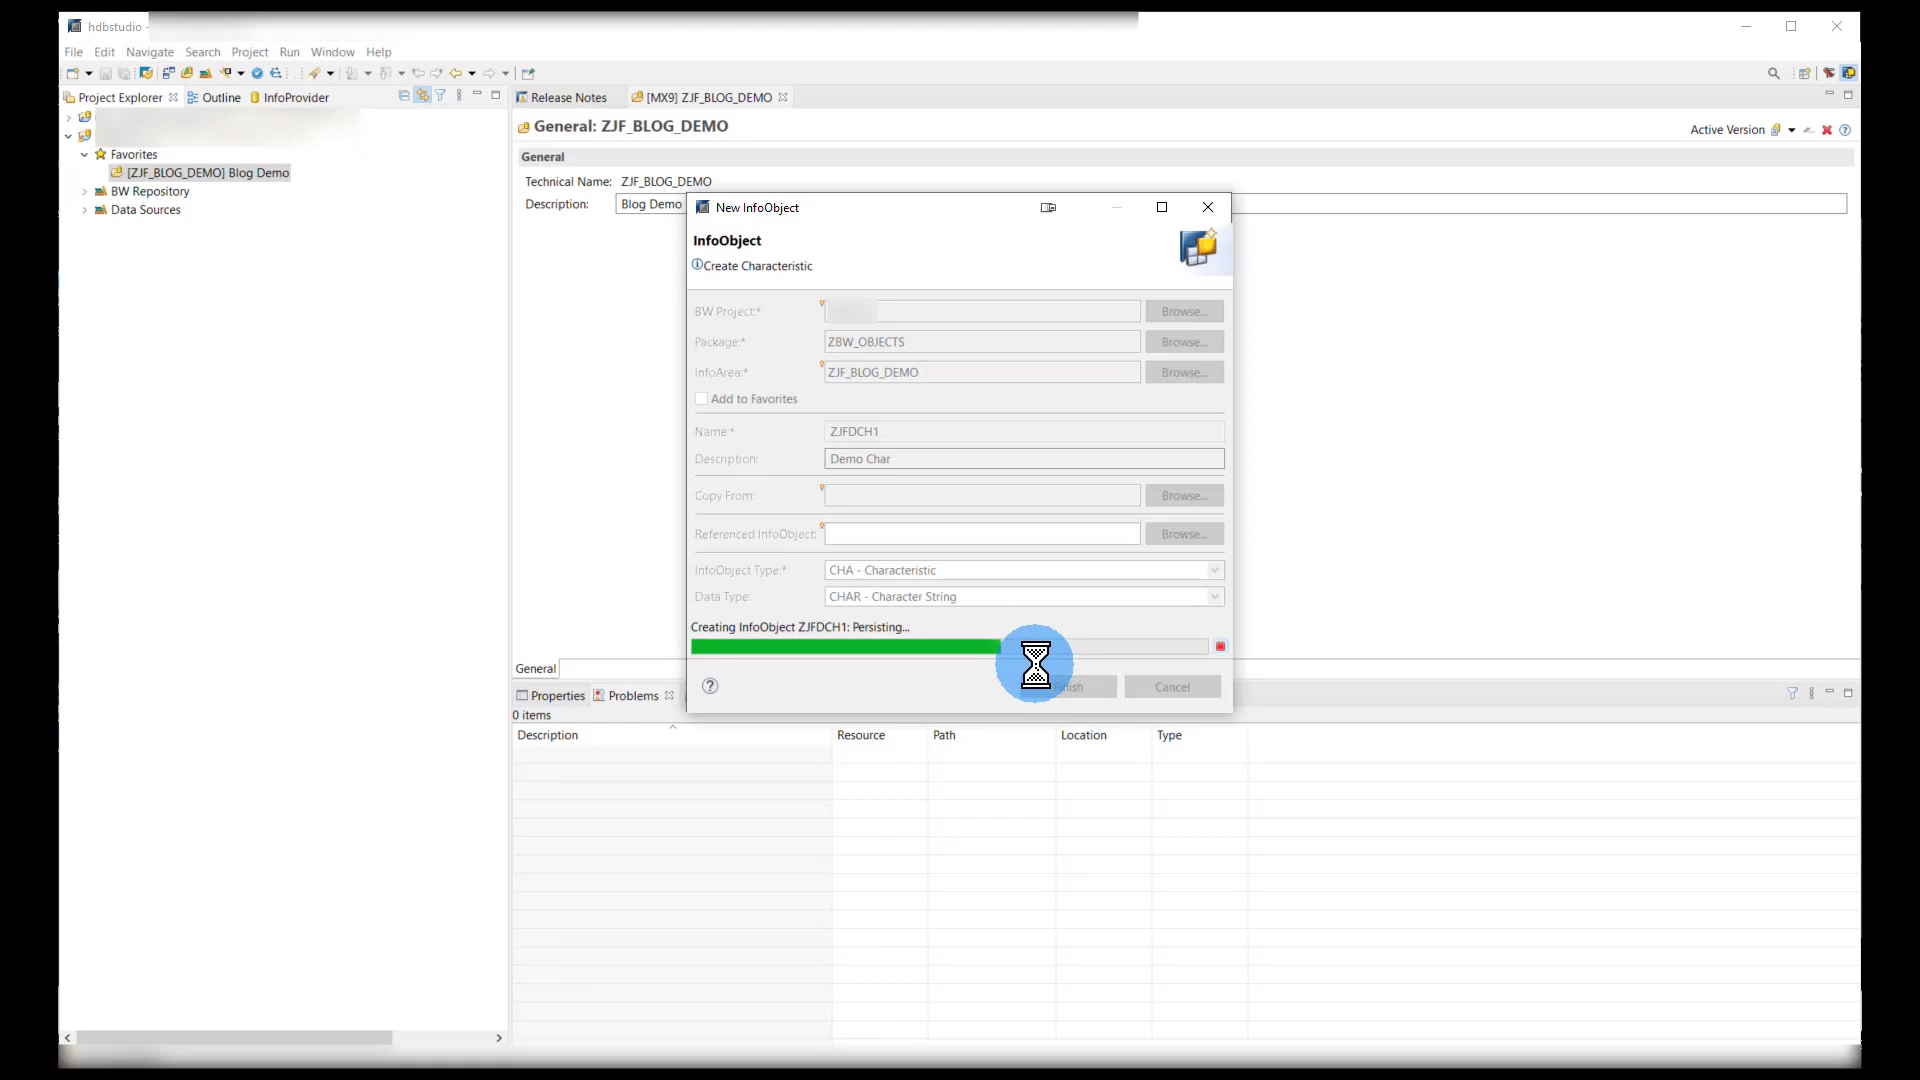 hdbstudio -
File Edit Navigate Search Project Run Window Help
Project Explorer Outline InfoProvider
Release Notes [MX9] ZJF_BLOG_DEMO
General: ZJF_BLOG_DEMO
Active Version
Favorites
[ZJF_BLOG_DEMO] Blog Demo
BW Repository
Data Sources
General
Technical Name: ZJF_BLOG_DEMO
Description: Blog Demo
New InfoObject
InfoObject
Create Characteristic
BW Project:* Browse...
Package:* ZBW_OBJECTS Browse...
InfoArea:* ZJF_BLOG_DEMO Browse...
Add to Favorites
Name:* ZJFDCH1
Description: Demo Char
Copy From: Browse...
Referenced InfoObject: Browse...
InfoObject Type:* CHA - Characteristic
Data Type: CHAR - Character String
Creating InfoObject ZJFDCH1: Persisting...
Cancel
General
Properties Problems
0 items
Description Resource Path Location Type